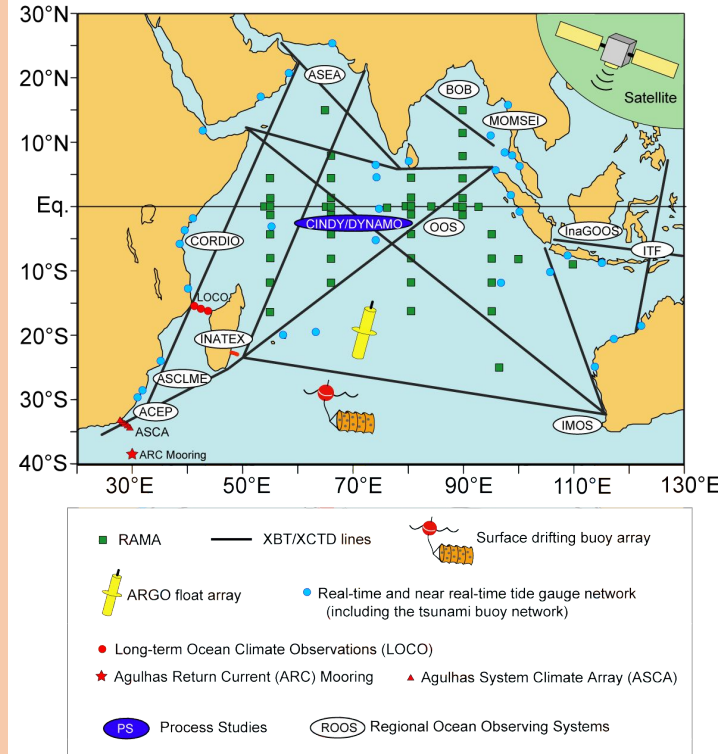 30°N
20°N
10°N
Eq.
10°S
20°S
30°S
40°S
30°E
50°E
70°E
90°E
110°E
130°E
Satellite
ASEA
BOB
MOMSEI
CINDY/DYNAMO
OOS
InaGOOS
ITF
CORDIO
LOCO
INATEX
ASCLME
ACEP
ASCA
IMOS
ARC Mooring
RAMA
XBT/XCTD lines
Surface drifting buoy array
ARGO float array
Real-time and near real-time tide gauge network
(including the tsunami buoy network)
Long-term Ocean Climate Observations (LOCO)
Agulhas Return Current (ARC) Mooring
Agulhas System Climate Array (ASCA)
PS
Process Studies
ROOS
Regional Ocean Observing Systems